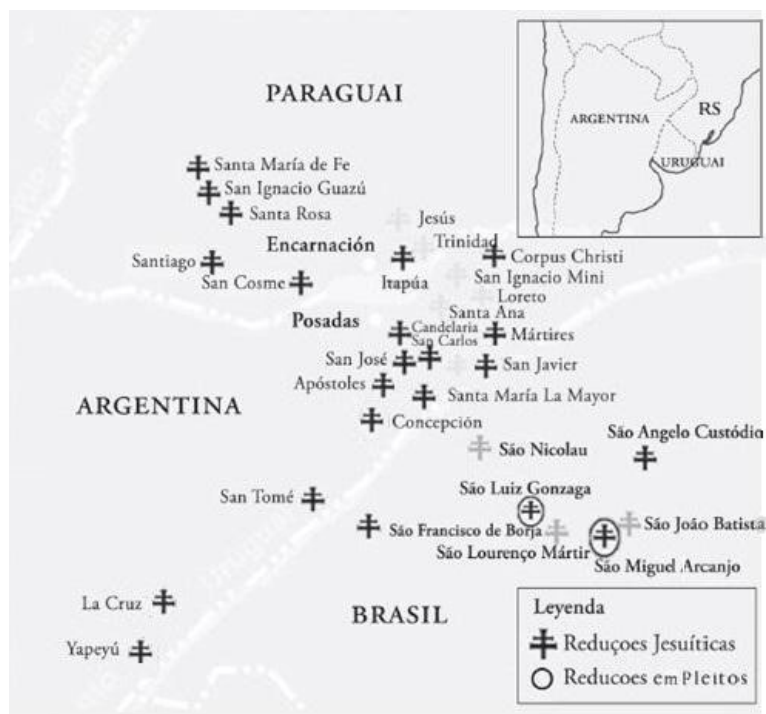 PARAGUAI
ARGENTINA
RS
URUGUAI
Santa María de Fe
San Ignacio Guazú
Santa Rosa
Jesús
Encarnación
Trinidad
Santiago
Corpus Christi
San Cosme
Itapúa
San Ignacio Mini
Loreto
Santa Ana
Posadas
Candelaria
Mártires
San Carlos
San José
San Javier
Apóstoles
Santa María La Mayor
ARGENTINA
Concepción
São Angelo Custódio
São Nicolau
São Luiz Gonzaga
San Tomé
São Francisco de Borja
São João Batista
São Lourenço Mártir
São Miguel Arcanjo
La Cruz
BRASIL
Yapeyú
Leyenda
Reduçoes Jesuíticas
Reducoes em Pleitos